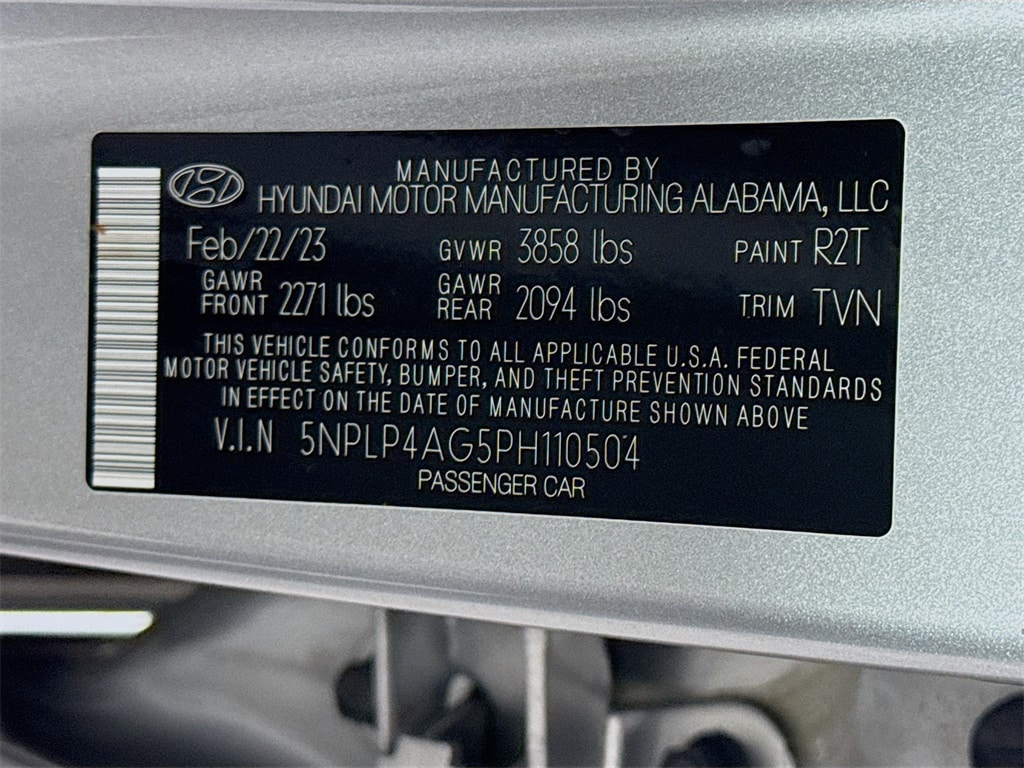 MANUFACTURED BY
HYUNDAI MOTOR MANUFACTURING ALABAMA, LLC
Feb/22/23 GVWR 3858 lbs PAINT R2T
GAWR FRONT 2271 lbs GAWR REAR 2094 lbs TRIM TVN
THIS VEHICLE CONFORMS TO ALL APPLICABLE U.S.A. FEDERAL
MOTOR VEHICLE SAFETY, BUMPER, AND THEFT PREVENTION STANDARDS
IN EFFECT ON THE DATE OF MANUFACTURE SHOWN ABOVE
V.I.N 5NPLP4AG5PH110504
PASSENGER CAR